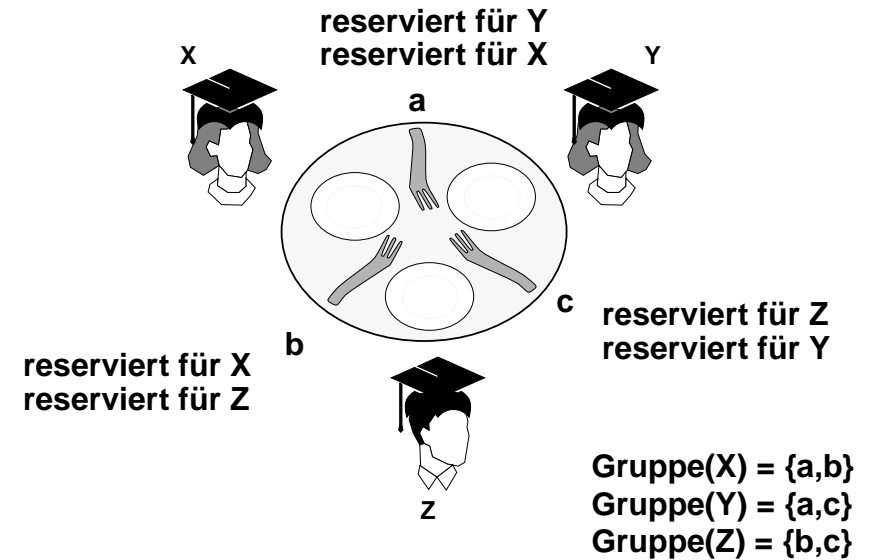 reserviert für Y
reserviert für X
X
Y
a
c
reserviert für Z
reserviert für Y
b
reserviert für X
reserviert für Z
Z
Gruppe(X) = {a,b}
Gruppe(Y) = {a,c}
Gruppe(Z) = {b,c}